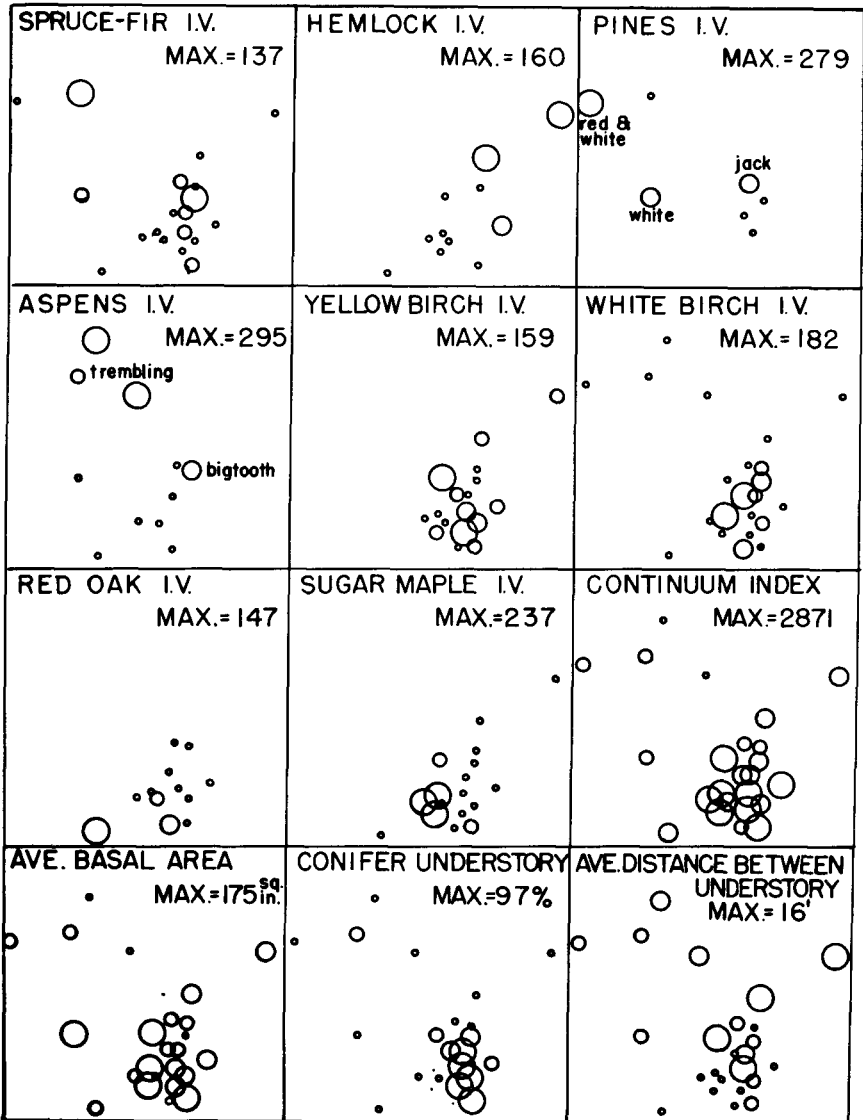 SPRUCE-FIR I.V.
MAX.=137
HEMLOCK I.V.
MAX.=160
PINES I.V.
MAX.=279
red &
white
jack
white
ASPENS I.V.
MAX.=295
trembling
bigtooth
YELLOW BIRCH I.V.
MAX.=159
WHITE BIRCH I.V.
MAX.=182
RED OAK I.V.
MAX.=147
SUGAR MAPLE I.V.
MAX.=237
CONTINUUM INDEX
MAX.=2871
AVE. BASAL AREA
MAX.=175 sq. in.
CONIFER UNDERSTORY
MAX.=97%
AVE. DISTANCE BETWEEN
UNDERSTORY
MAX.=16'